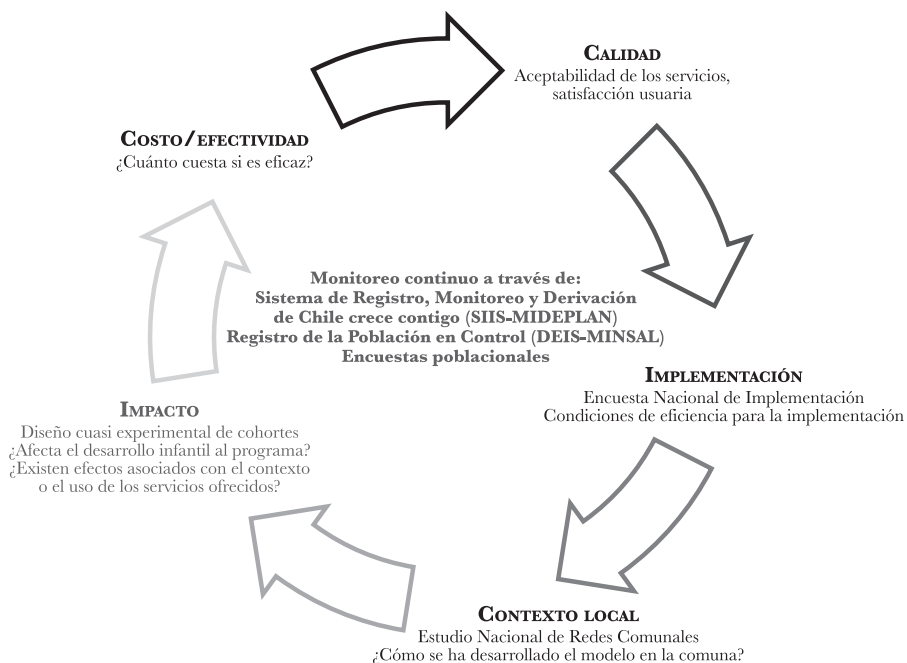 CALIDAD
Aceptabilidad de los servicios,
satisfacción usuaria
COSTO/EFECTIVIDAD
¿Cuánto cuesta si es eficaz?
Monitoreo continuo a través de:
Sistema de Registro, Monitoreo y Derivación
de Chile crece contigo (SIIS-MIDEPLAN)
Registro de la Población en Control (DEIS-MINSAL)
Encuestas poblacionales
IMPLEMENTACIÓN
Encuesta Nacional de Implementación
Condiciones de eficiencia para la implementación
IMPACTO
Diseño cuasi experimental de cohortes
¿Afecta el desarrollo infantil al programa?
¿Existen efectos asociados con el contexto
o el uso de los servicios ofrecidos?
CONTEXTO LOCAL
Estudio Nacional de Redes Comunales
¿Cómo se ha desarrollado el modelo en la comuna?